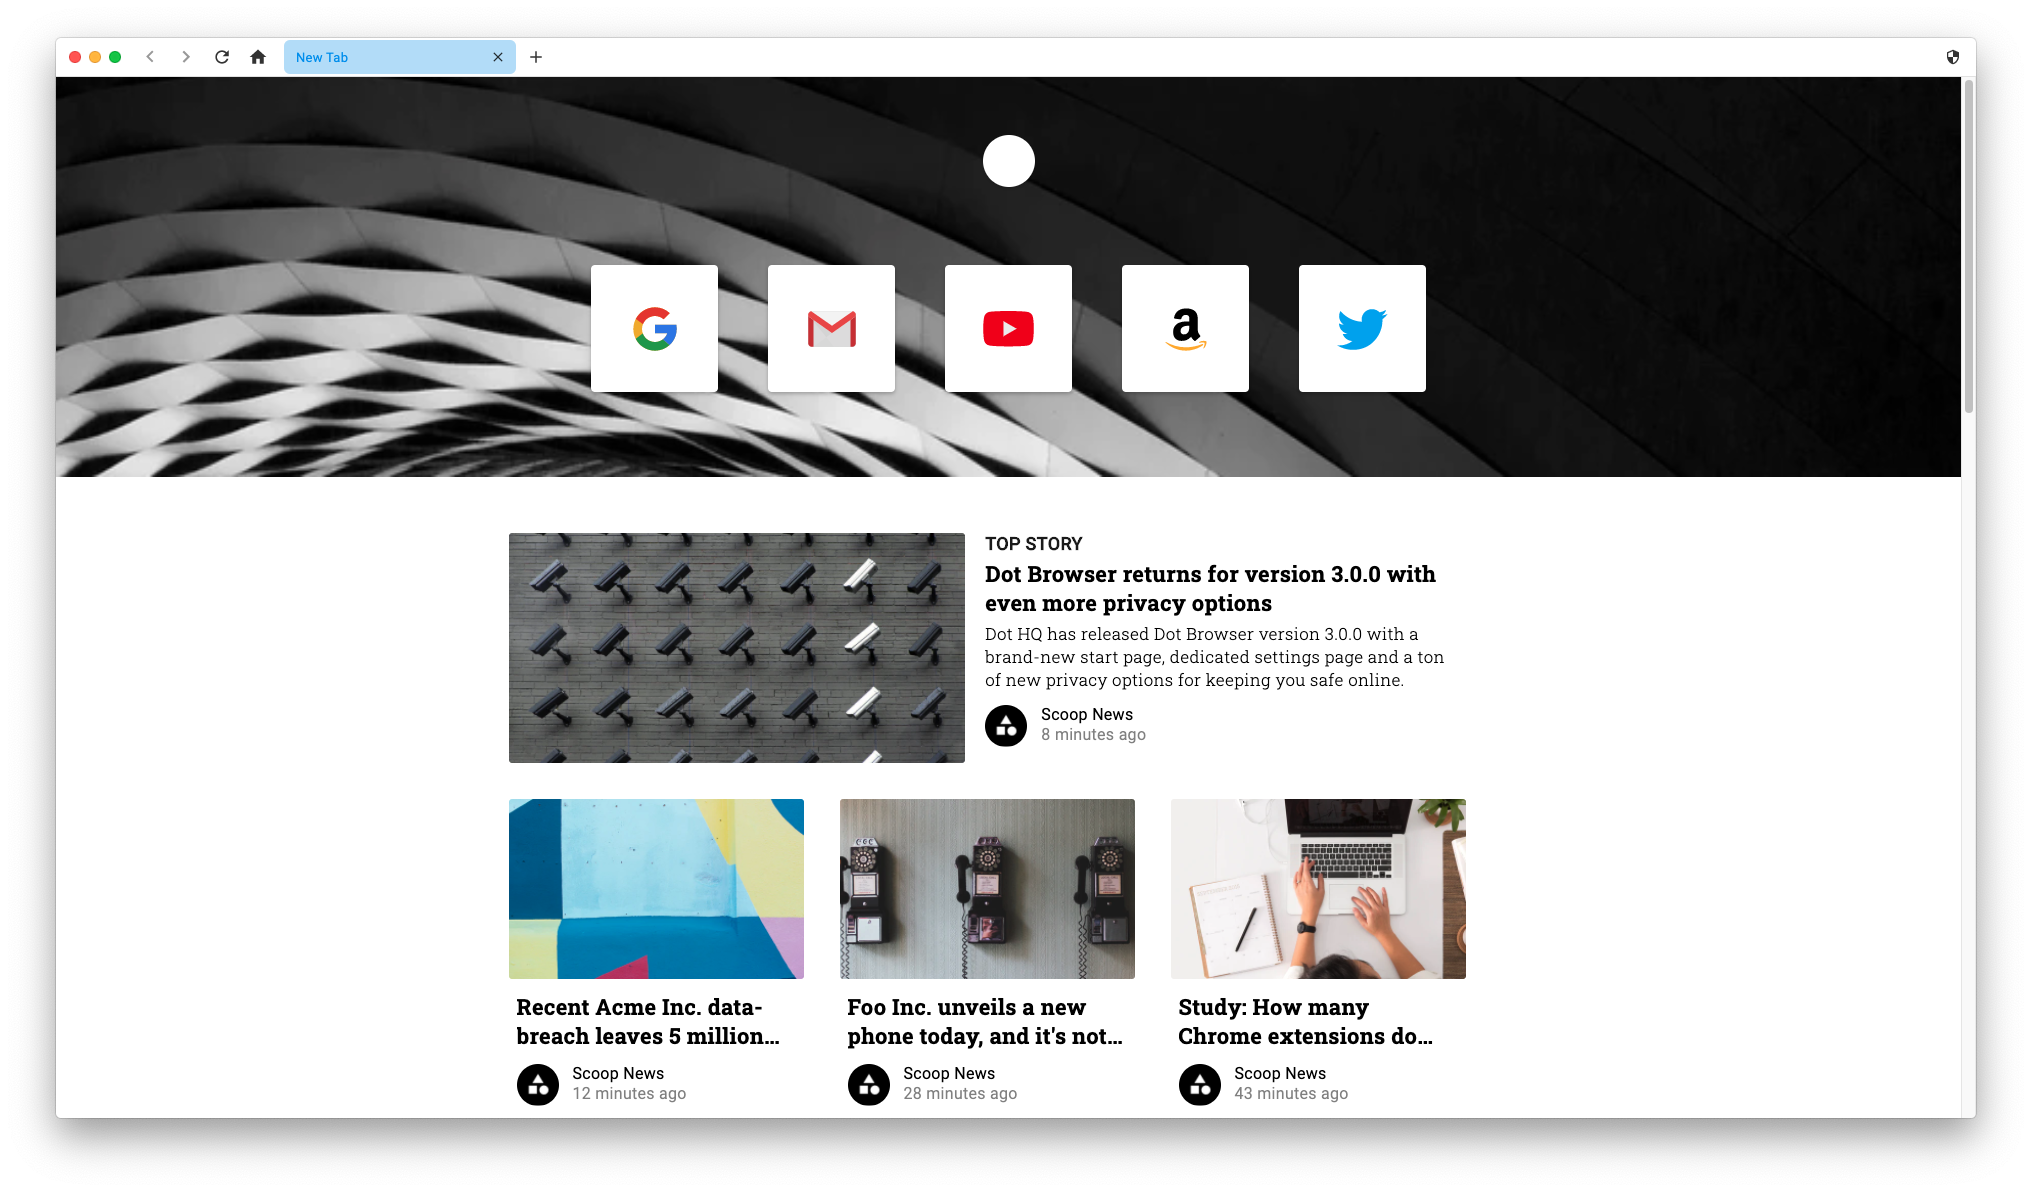 New Tab
TOP STORY
Dot Browser returns for version 3.0.0 with
even more privacy options
Dot HQ has released Dot Browser version 3.0.0 with a
brand-new start page, dedicated settings page and a ton
of new privacy options for keeping you safe online.
Scoop News
8 minutes ago
Recent Acme Inc. data-
breach leaves 5 million...
Scoop News
12 minutes ago
Foo Inc. unveils a new
phone today, and it's not...
Scoop News
28 minutes ago
Study: How many
Chrome extensions do...
Scoop News
43 minutes ago